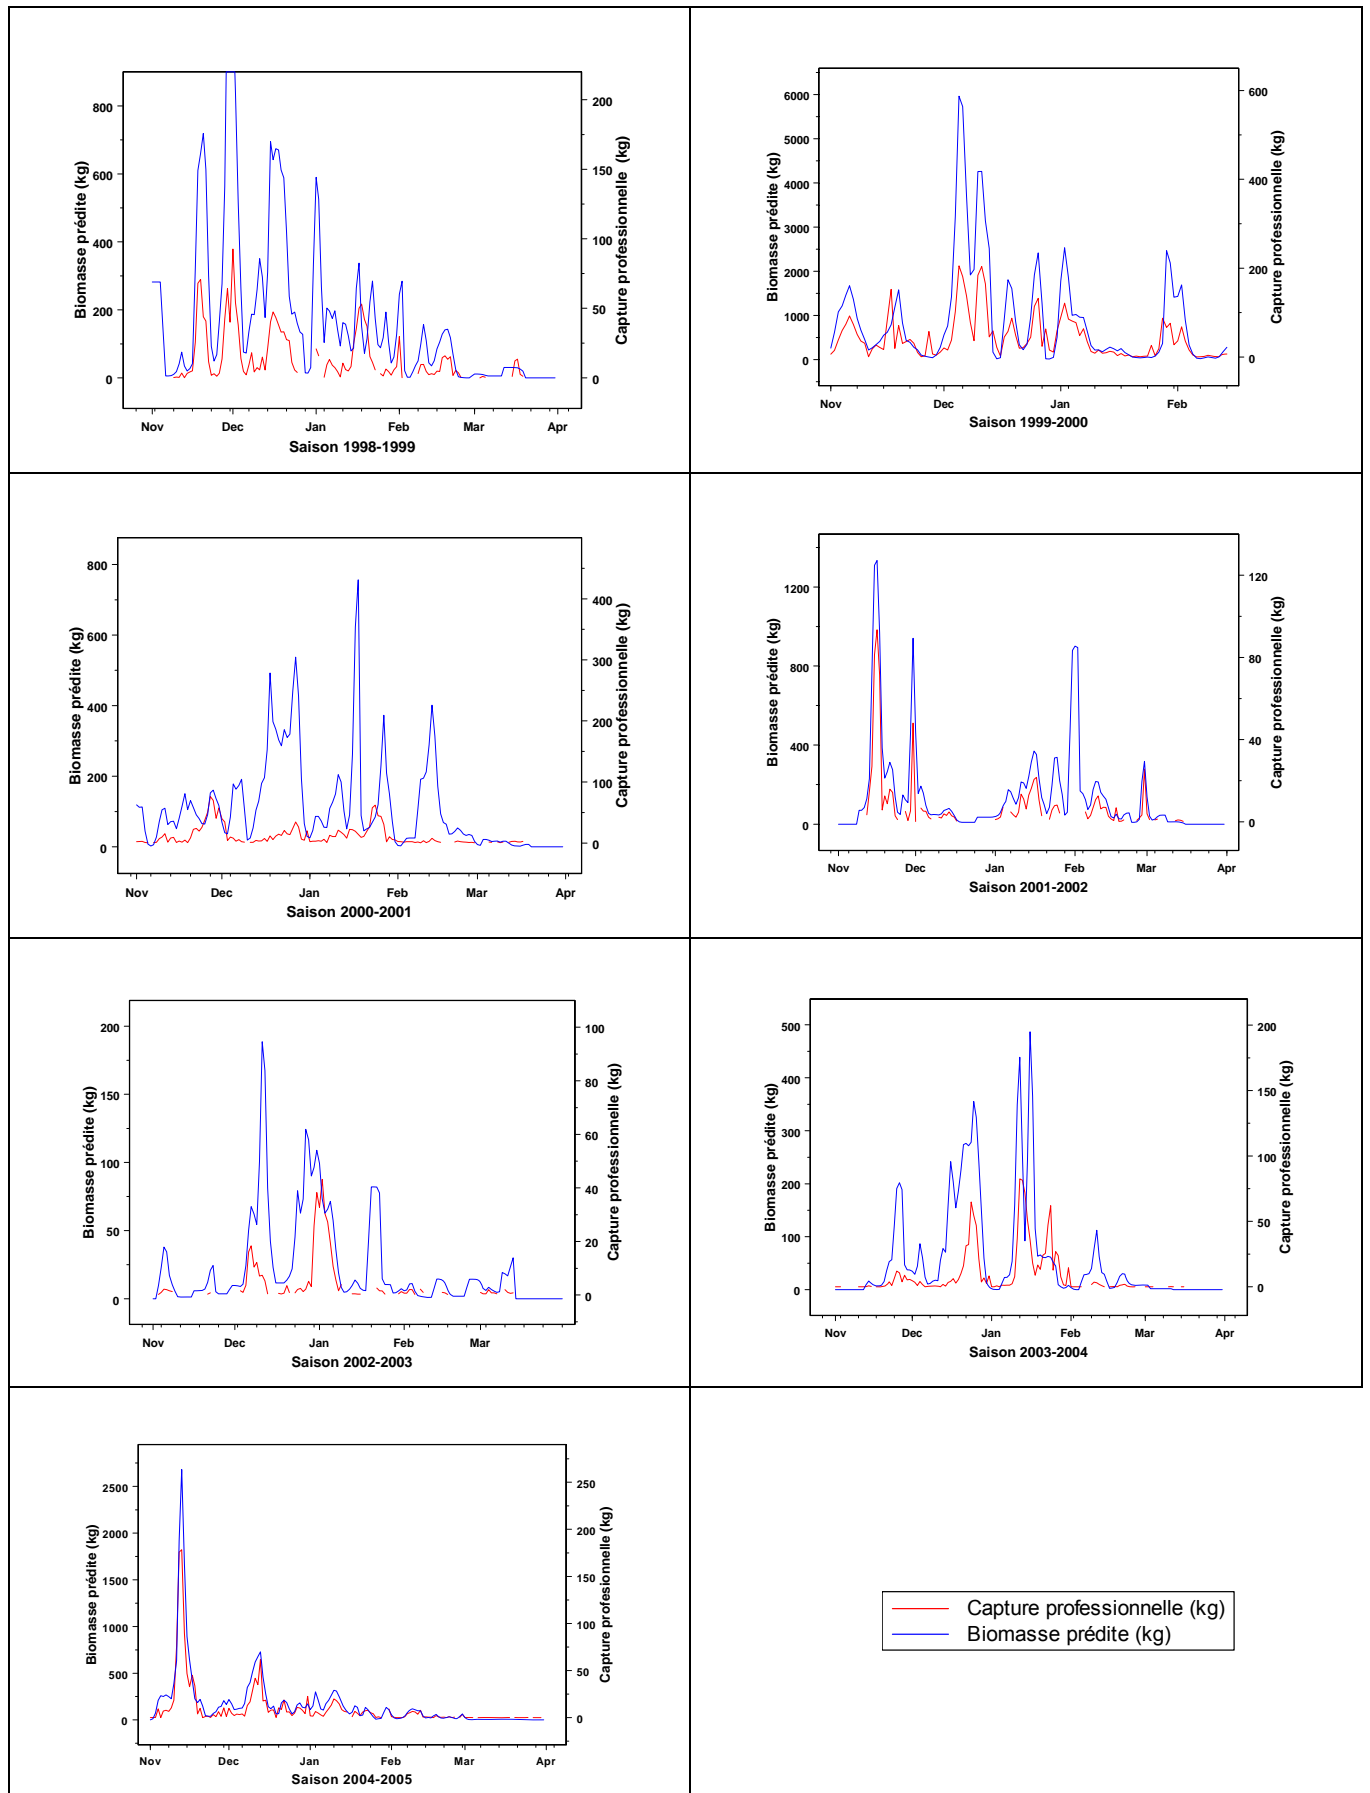 800
600
400
200
0
Biomasse prédite (kg)
200
150
100
50
0
Capture professionnelle (kg)
Nov Dec Jan Feb Mar Apr
Saison 1998-1999
6000
5000
4000
3000
2000
1000
0
Biomasse prédite (kg)
600
400
200
0
Capture professionnelle (kg)
Nov Dec Jan Feb
Saison 1999-2000
800
600
400
200
0
Biomasse prédite (kg)
400
300
200
100
0
Capture professionnelle (kg)
Nov Dec Jan Feb Mar Apr
Saison 2000-2001
1200
800
400
0
Biomasse prédite (kg)
120
80
40
0
Capture professionnelle (kg)
Nov Dec Jan Feb Mar Apr
Saison 2001-2002
200
150
100
50
0
Biomasse prédite (kg)
100
80
60
40
20
0
Capture professionnelle (kg)
Nov Dec Jan Feb Mar
Saison 2002-2003
500
400
300
200
100
0
Biomasse prédite (kg)
200
150
100
50
0
Capture professionnelle (kg)
Nov Dec Jan Feb Mar Apr
Saison 2003-2004
2500
2000
1500
1000
500
0
Biomasse prédite (kg)
250
200
150
100
50
0
Capture profesionnelle (kg)
Nov Dec Jan Feb Mar Apr
Saison 2004-2005
Capture professionnelle (kg)
Biomasse prédite (kg)